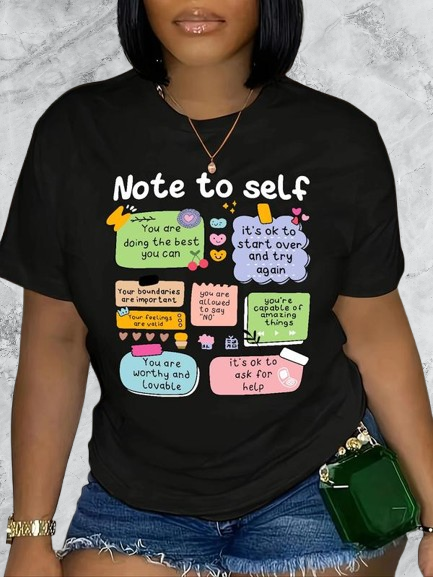 Note to self
You are
doing the best
you can
it's ok to
start over
and try
again
Your boundaries
are important
you are
allowed
to say
"NO"
you're
capable of
amazing
things
Your feelings
are valid
You are
worthy and
lovable
it's ok to
ask for
help